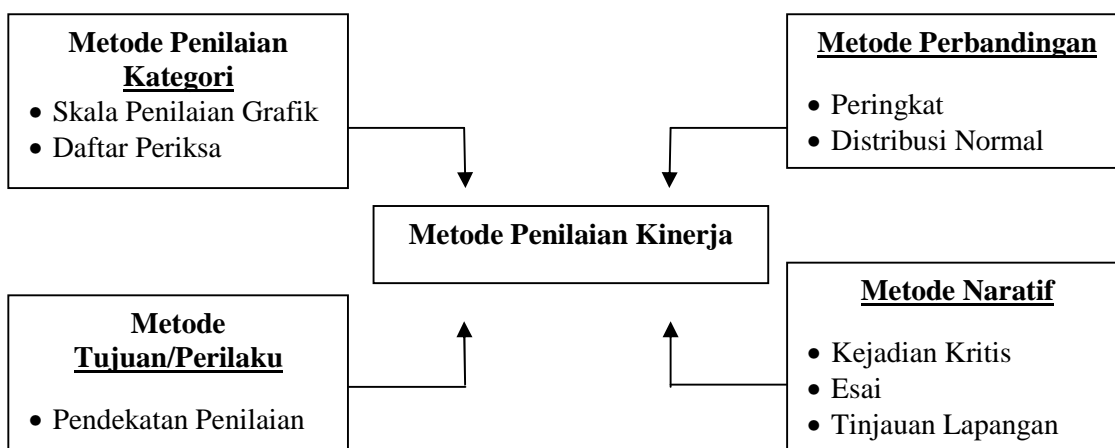 Metode Penilaian
Kategori
• Skala Penilaian Grafik
• Daftar Periksa
Metode Perbandingan
• Peringkat
• Distribusi Normal
Metode Penilaian Kinerja
Metode
Tujuan/Perilaku
• Pendekatan Penilaian
Metode Naratif
• Kejadian Kritis
• Esai
• Tinjauan Lapangan